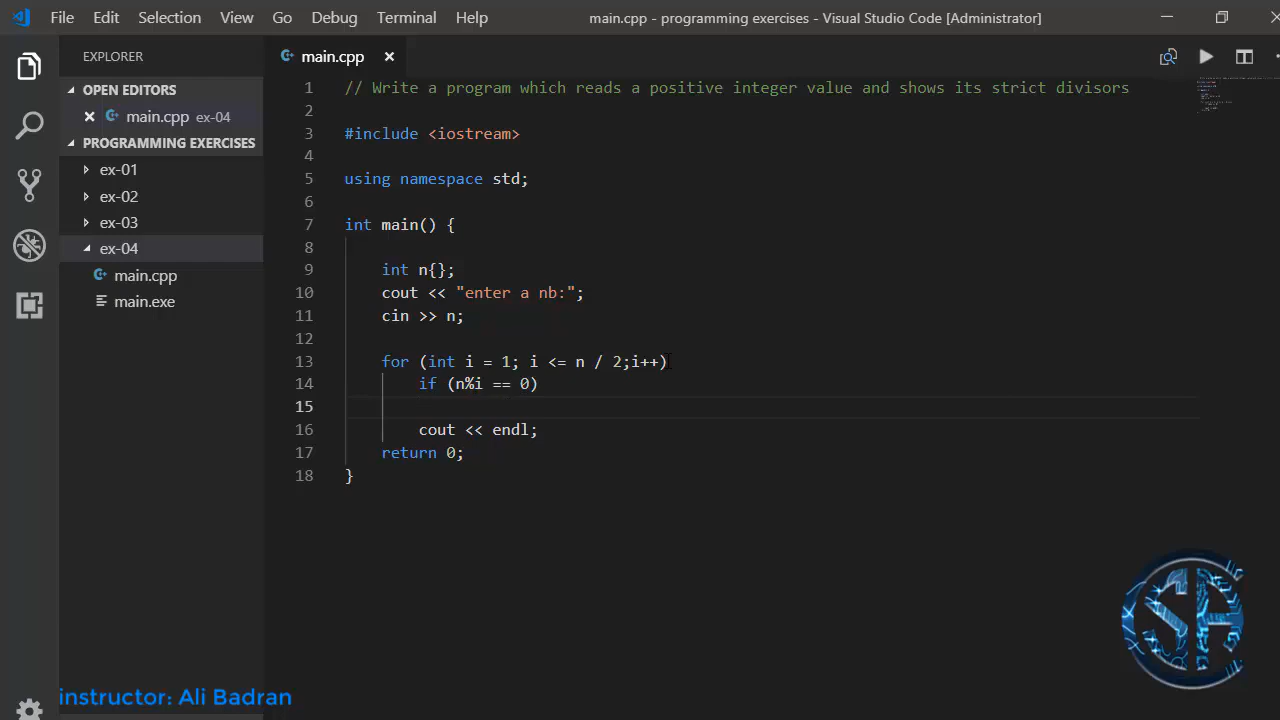 File Edit Selection View Go Debug Terminal Help main.cpp - programming exercises - Visual Studio Code [Administrator]
EXPLORER
OPEN EDITORS
main.cpp ex-04
PROGRAMMING EXERCISES
ex-01
ex-02
ex-03
ex-04
main.cpp
main.exe
main.cpp
1 // Write a program which reads a positive integer value and shows its strict divisors
2
3 #include <iostream>
4
5 using namespace std;
6
7 int main() {
8
9 int n{};
10 cout << "enter a nb:";
11 cin >> n;
12
13 for (int i = 1; i <= n / 2;i++)
14 if (n%i == 0)
15
16 cout << endl;
17 return 0;
18 }
instructor: Ali Badran